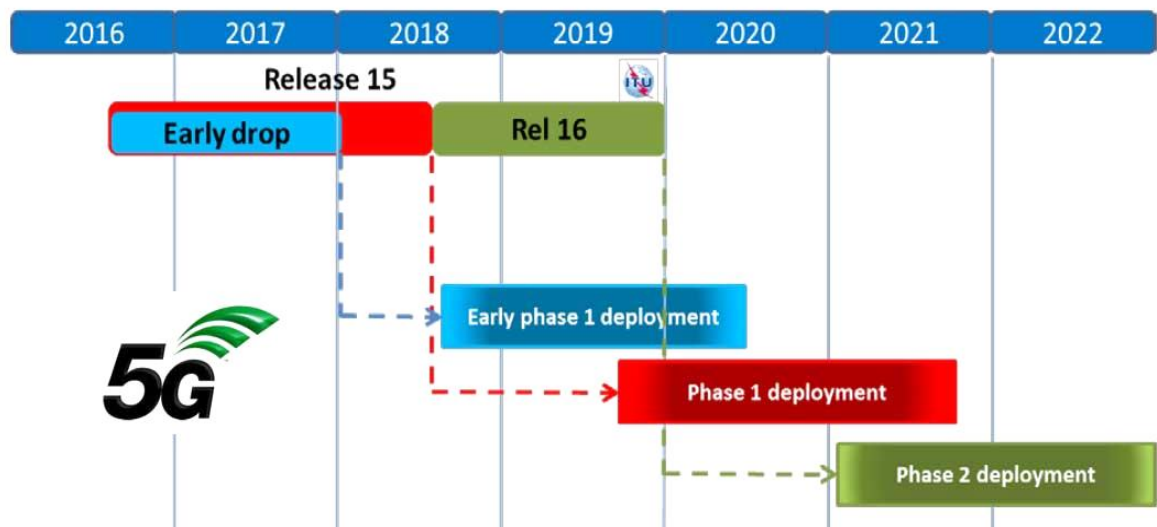 2016 2017 2018 2019 2020 2021 2022
Release 15
ITU
Early drop
Rel 16
Early phase 1 deployment
5G
Phase 1 deployment
Phase 2 deployment